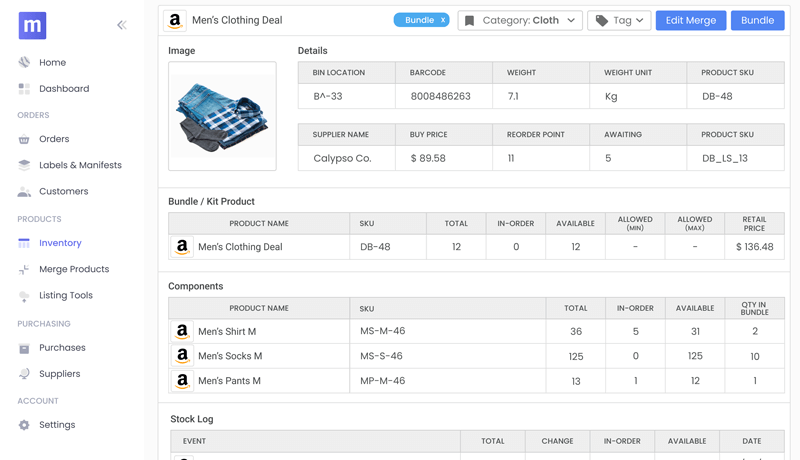 m
Home
Dashboard
ORDERS
Orders
Labels & Manifests
Customers
PRODUCTS
Inventory
Merge Products
Listing Tools
PURCHASING
Purchases
Suppliers
ACCOUNT
Settings
a Men's Clothing Deal Bundle x Category: Cloth Tag Edit Merge Bundle
Image Details
BIN LOCATION BARCODE WEIGHT WEIGHT UNIT PRODUCT SKU
B^-33 8008486263 7.1 Kg DB-48
SUPPLIER NAME BUY PRICE REORDER POINT AWAITING PRODUCT SKU
Calypso Co. $ 89.58 11 5 DB_LS_13
Bundle / Kit Product
PRODUCT NAME SKU TOTAL IN-ORDER AVAILABLE ALLOWED (MIN) ALLOWED (MAX) RETAIL PRICE
a Men's Clothing Deal DB-48 12 0 12 - - $ 136.48
Components
PRODUCT NAME SKU TOTAL IN-ORDER AVAILABLE QTY IN BUNDLE
a Men's Shirt M MS-M-46 36 5 31 2
a Men's Socks M MS-S-46 125 0 125 10
a Men's Pants M MP-M-46 13 1 12 1
Stock Log
EVENT TOTAL CHANGE IN-ORDER AVAILABLE DATE